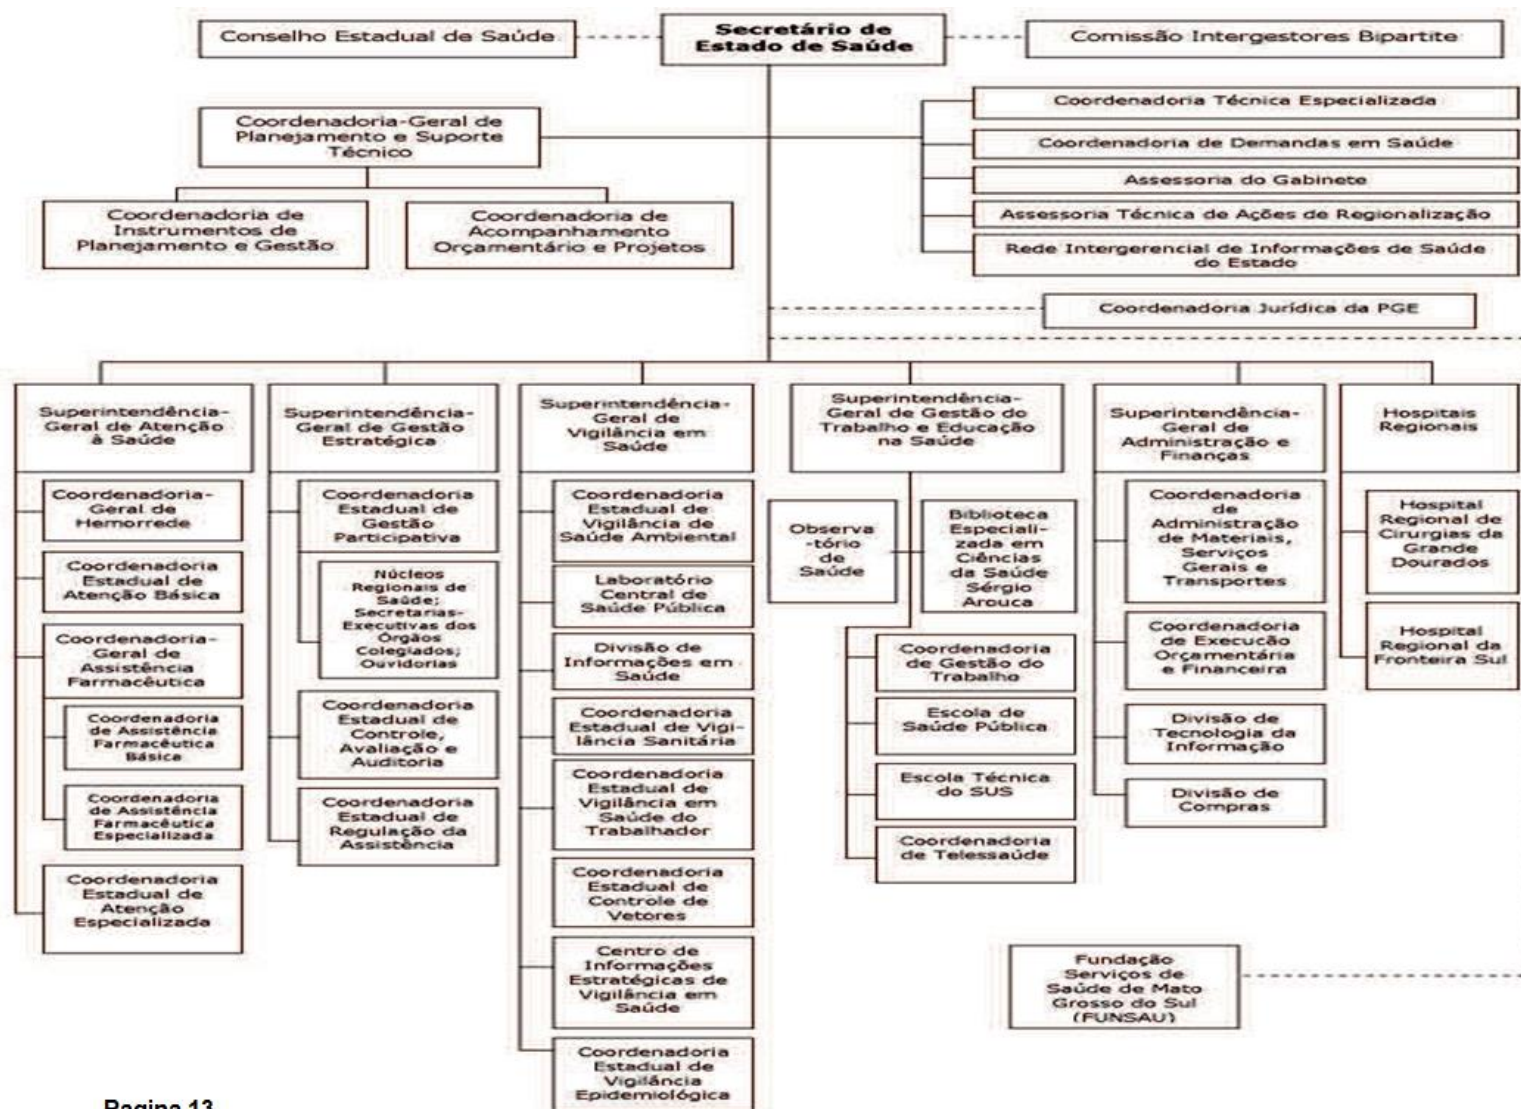 Conselho Estadual de Saúde
Secretário de
Estado de Saúde
Comissão Intergestores Bipartite
Coordenadoria-Geral de
Planejamento e Suporte
Técnico
Coordenadoria de
Instrumentos de
Planejamento e Gestão
Coordenadoria de
Acompanhamento
Orçamentário e Projetos
Coordenadoria Técnica Especializada
Coordenadoria de Demandas em Saúde
Assessoria do Gabinete
Assessoria Técnica de Ações de Regionalização
Rede Intergerencial de Informações de Saúde
do Estado
Coordenadoria Jurídica da PGE
Superintendência-
Geral de Atenção
à Saúde
Coordenadoria-
Geral de
Hemorrede
Coordenadoria
Estadual de
Atenção Básica
Coordenadoria-
Geral de
Assistência
Farmacêutica
Coordenadoria
de Assistência
Farmacêutica
Básica
Coordenadoria
de Assistência
Farmacêutica
Especializada
Coordenadoria
Estadual de
Atenção
Especializada
Superintendência-
Geral de Gestão
Estratégica
Coordenadoria
Estadual de
Gestão
Participativa
Núcleos
Regionais de
Saúde;
Secretarias-
Executivas dos
Órgãos
Colegiados;
Ouvidorias
Coordenadoria
Estadual de
Controle,
Avaliação e
Auditoria
Coordenadoria
Estadual de
Regulação da
Assistência
Superintendência-
Geral de
Vigilância em
Saúde
Coordenadoria
Estadual de
Vigilância de
Saúde Ambiental
Laboratório
Central de
Saúde Pública
Divisão de
Informações em
Saúde
Coordenadoria
Estadual de Vigi-
lância Sanitária
Coordenadoria
Estadual de
Vigilância em
Saúde do
Trabalhador
Coordenadoria
Estadual de
Controle de
Vetores
Centro de
Informações
Estratégicas de
Vigilância em
Saúde
Coordenadoria
Estadual de
Vigilância
Epidemiológica
Superintendência-
Geral de Gestão do
Trabalho e Educação
na Saúde
Observa
-tório
de
Saúde
Biblioteca
Especiali-
zada em
Ciências
da Saúde
Sérgio
Arouca
Coordenadoria
de Gestão do
Trabalho
Escola de
Saúde Pública
Escola Técnica
do SUS
Coordenadoria
de Telessaúde
Superintendência-
Geral de
Administração e
Finanças
Coordenadoria
de
Administração
de Materiais,
Serviços
Gerais e
Transportes
Coordenadoria
de Execucão
Orçamentária
e Financeira
Divisão de
Tecnologia da
Informação
Divisão de
Compras
Hospitais
Regionais
Hospital
Regional de
Cirurgias da
Grande
Dourados
Hospital
Regional da
Fronteira Sul
Fundação
Serviços de
Saúde de Mato
Grosso do Sul
(FUNSAU)
Pagina 13